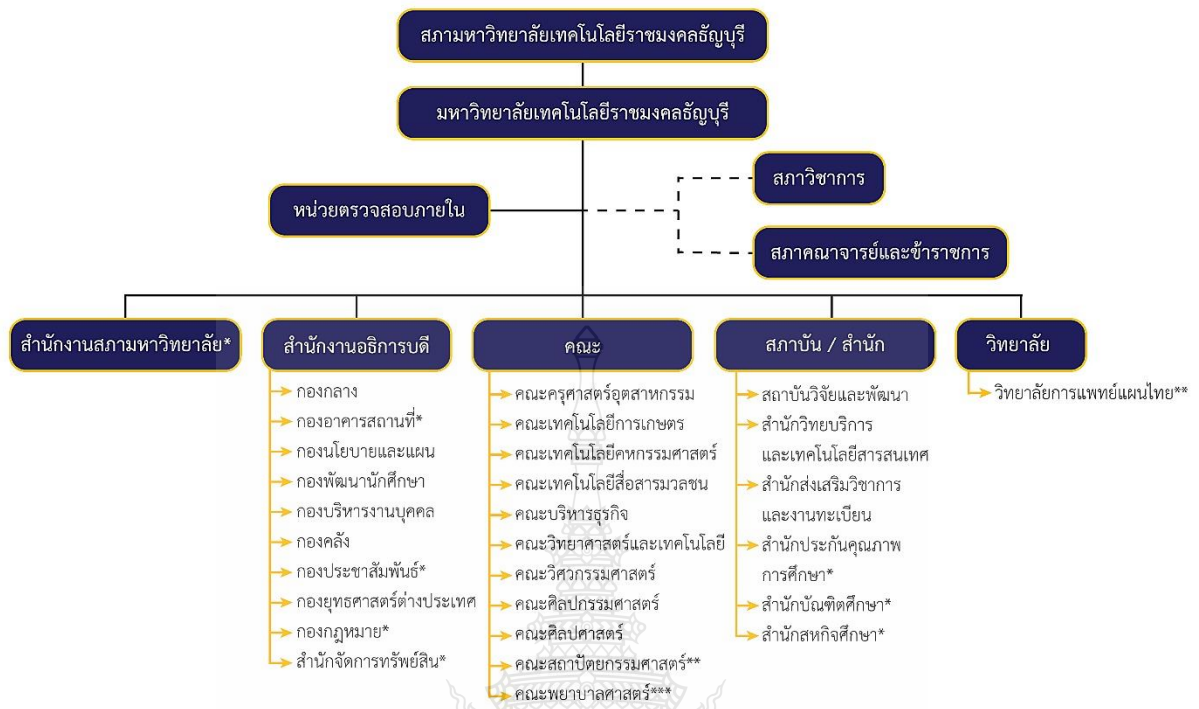 สภามหาวิทยาลัยเทคโนโลยีราชมงคลธัญบุรี
มหาวิทยาลัยเทคโนโลยีราชมงคลธัญบุรี
สภาวิชาการ
หน่วยตรวจสอบภายใน
สภาคณาจารย์และข้าราชการ
สำนักงานสภามหาวิทยาลัย*
สำนักงานอธิการบดี
กองกลาง
กองอาคารสถานที่*
กองนโยบายและแผน
กองพัฒนานักศึกษา
กองบริหารงานบุคคล
กองคลัง
กองประชาสัมพันธ์*
กองยุทธศาสตร์ต่างประเทศ
กองกฎหมาย*
สำนักจัดการทรัพย์สิน*
คณะ
คณะครุศาสตร์อุตสาหกรรม
คณะเทคโนโลยีการเกษตร
คณะเทคโนโลยีคหกรรมศาสตร์
คณะเทคโนโลยีสื่อสารมวลชน
คณะบริหารธุรกิจ
คณะวิทยาศาสตร์และเทคโนโลยี
คณะวิศวกรรมศาสตร์
คณะศิลปกรรมศาสตร์
คณะศิลปศาสตร์
คณะสถาปัตยกรรมศาสตร์**
คณะพยาบาลศาสตร์***
สภาบัน / สำนัก
สถาบันวิจัยและพัฒนา
สำนักวิทยบริการ
และเทคโนโลยีสารสนเทศ
สำนักส่งเสริมวิชาการ
และงานทะเบียน
สำนักประกันคุณภาพ
การศึกษา*
สำนักบัณฑิตศึกษา*
สำนักสหกิจศึกษา*
วิทยาลัย
วิทยาลัยการแพทย์แผนไทย**